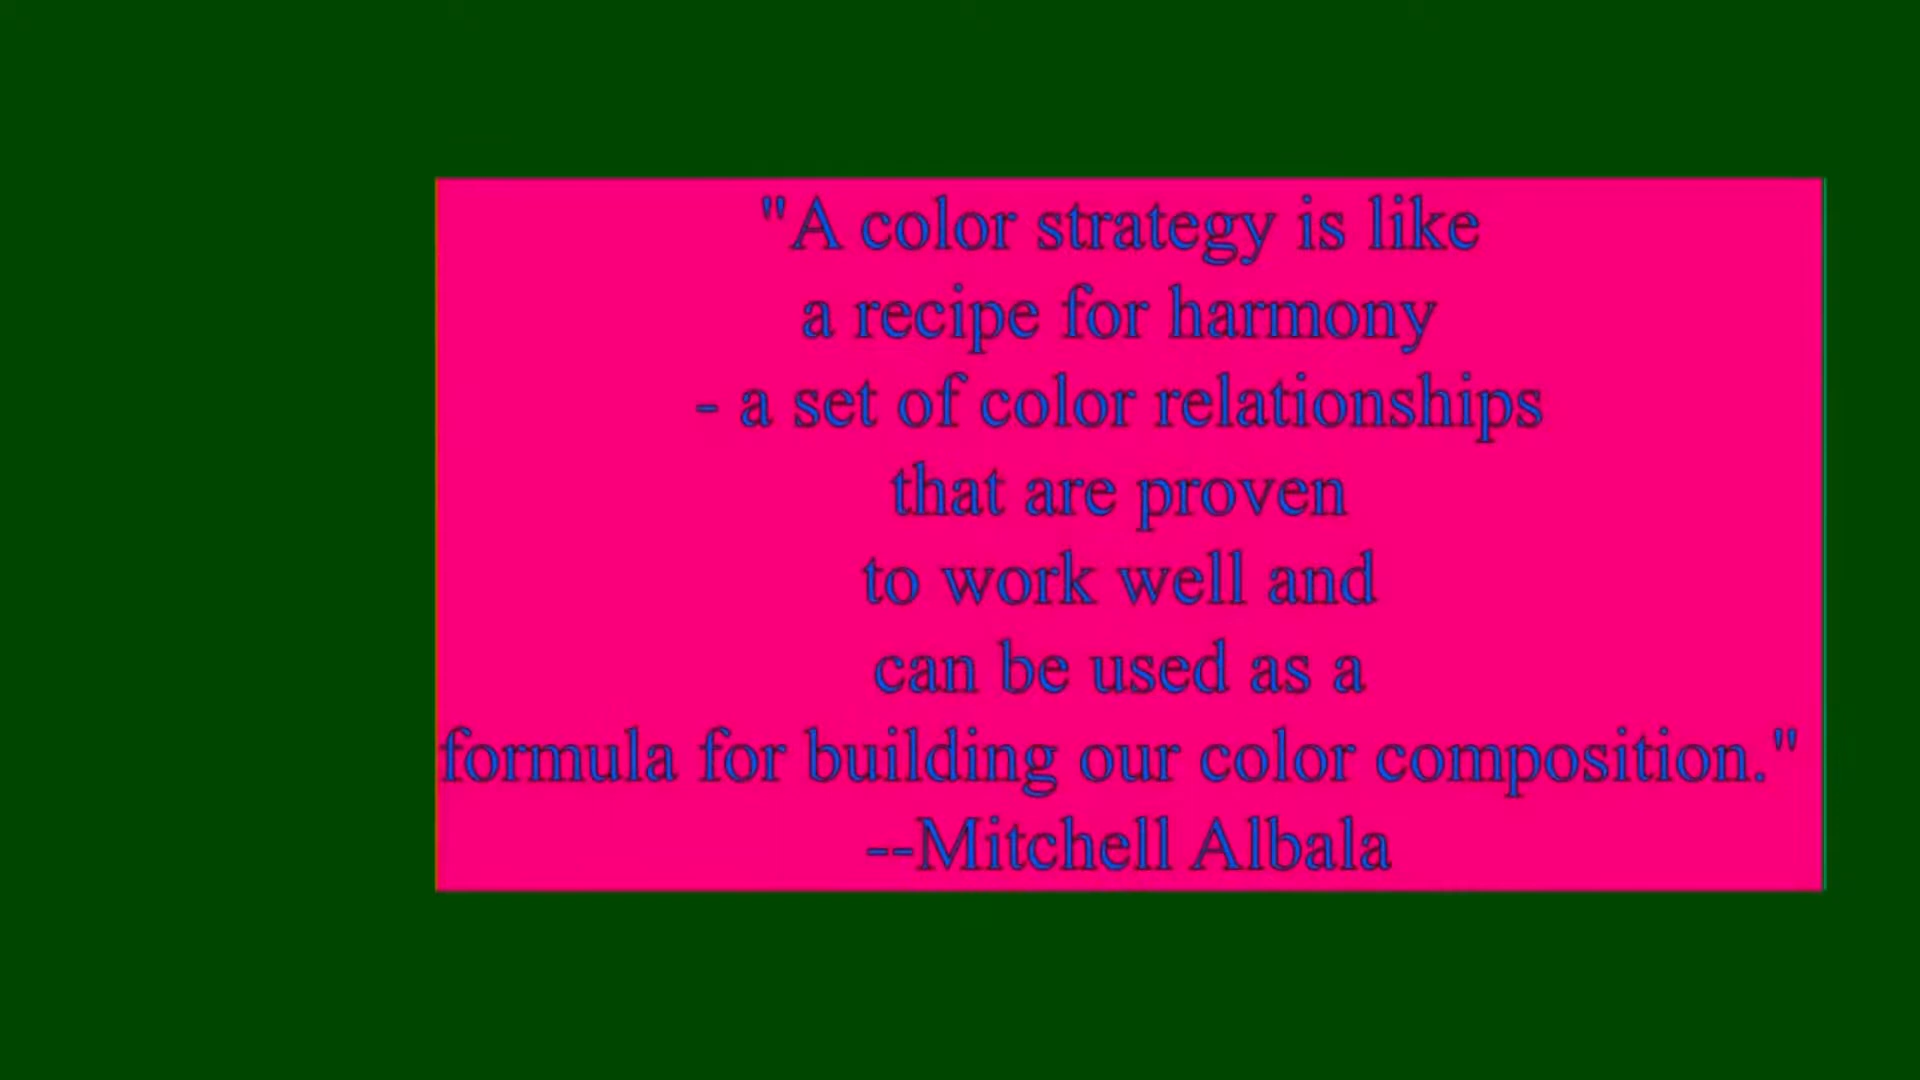 "A color strategy is like
a recipe for harmony
- a set of color relationships
that are proven
to work well and
can be used as a
formula for building our color composition."
--Mitchell Albala